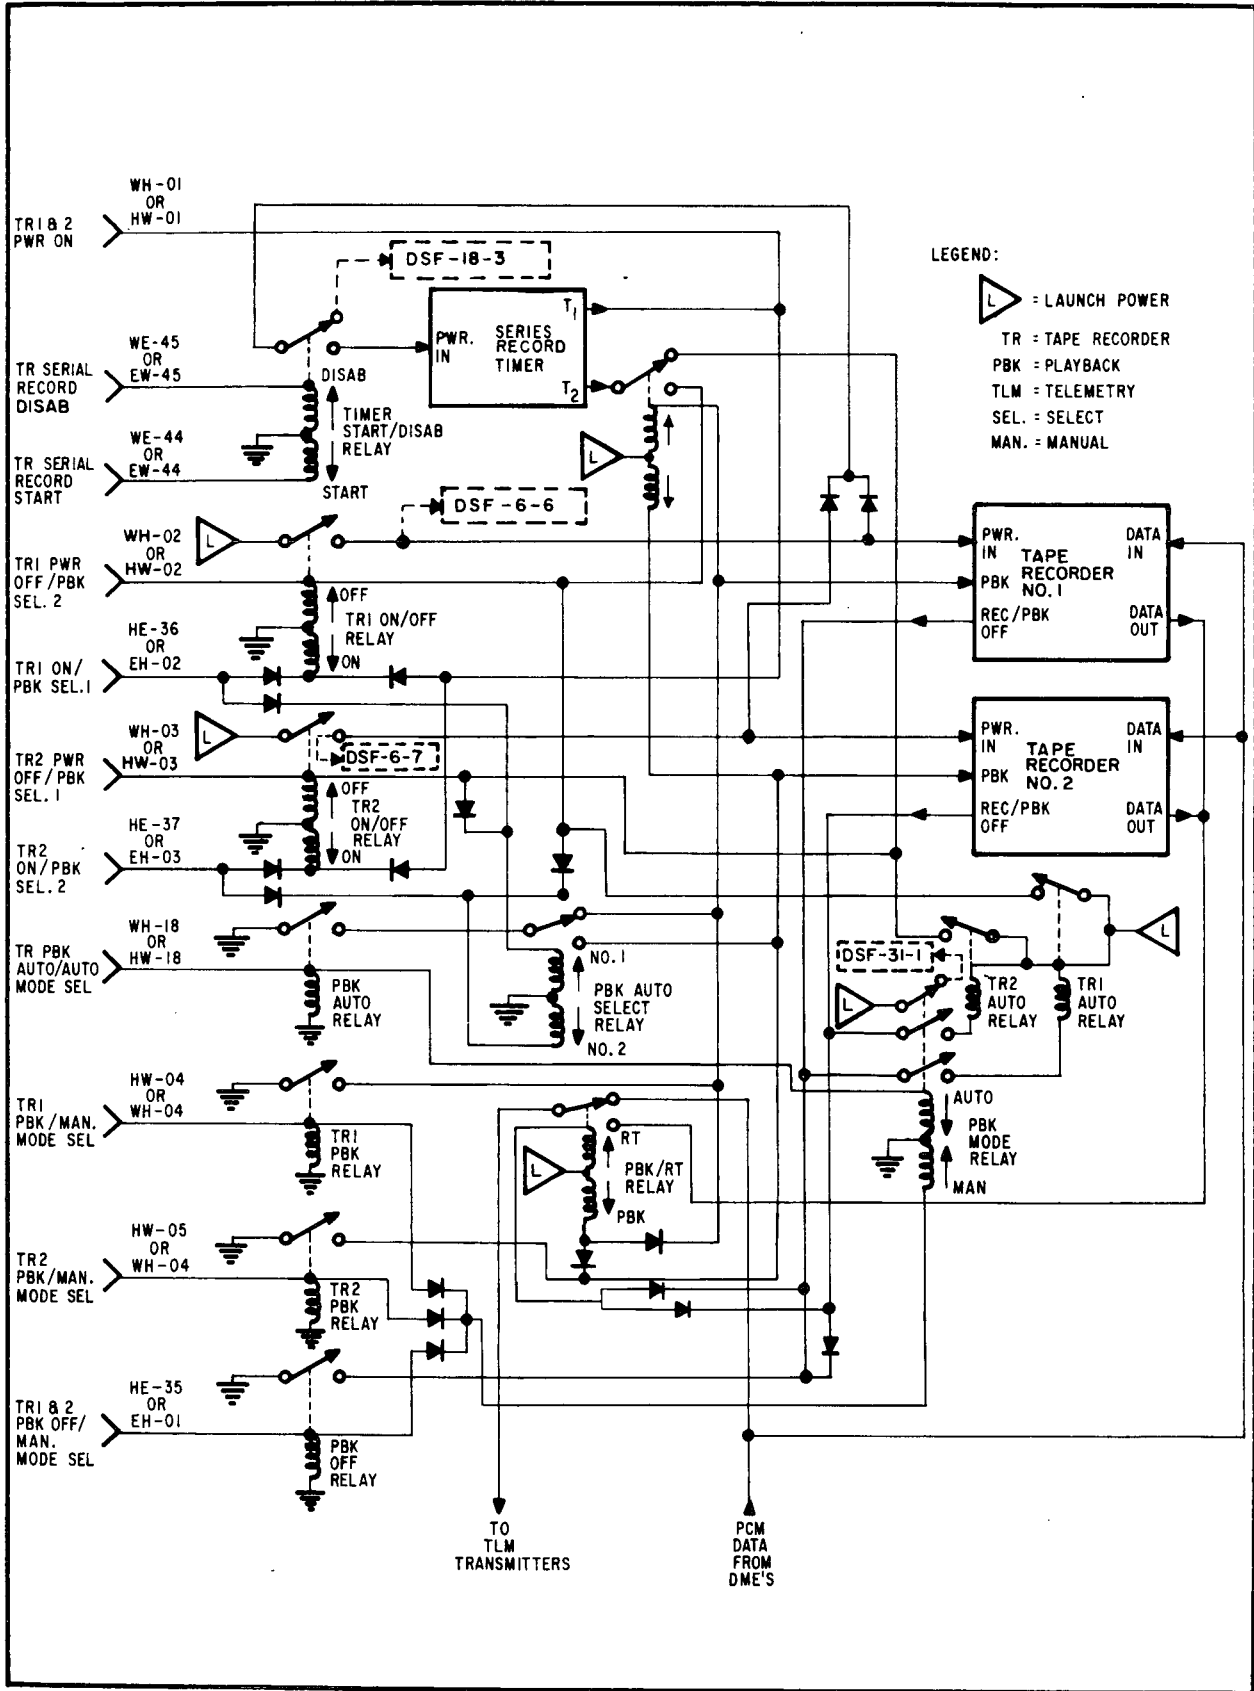 WH-01
OR
HW-01
TR1 & 2
PWR ON
DSF-18-3
LEGEND:
L = LAUNCH POWER
TR = TAPE RECORDER
PBK = PLAYBACK
TLM = TELEMETRY
SEL. = SELECT
MAN. = MANUAL
PWR.
IN
SERIES
RECORD
TIMER
T1
T2
WE-45
OR
EW-45
TR SERIAL
RECORD
DISAB
DISAB
TIMER
START/DISAB
RELAY
START
WE-44
OR
EW-44
TR SERIAL
RECORD
START
L
DSF-6-6
WH-02
OR
HW-02
TR1 PWR
OFF/PBK
SEL. 2
L
OFF
TR1 ON/OFF
RELAY
ON
HE-36
OR
EH-02
TR1 ON/
PBK SEL.1
PWR.
IN
PBK
REC/PBK
OFF
TAPE
RECORDER
NO.1
DATA
IN
DATA
OUT
WH-03
OR
HW-03
TR2 PWR
OFF/PBK
SEL. 1
L
DSF-6-7
OFF
TR2
ON/OFF
RELAY
ON
HE-37
OR
EH-03
TR2
ON/PBK
SEL. 2
PWR.
IN
PBK
REC/PBK
OFF
TAPE
RECORDER
NO. 2
DATA
IN
DATA
OUT
WH-18
OR
HW-18
TR PBK
AUTO/AUTO
MODE SEL
PBK
AUTO
RELAY
NO. 1
PBK AUTO
SELECT
RELAY
NO. 2
DSF-31-1
L
L
TR2
AUTO
RELAY
TR1
AUTO
RELAY
HW-04
OR
WH-04
TR1
PBK/MAN.
MODE SEL
TR1
PBK
RELAY
RT
L
PBK/RT
RELAY
PBK
AUTO
PBK
MODE
RELAY
MAN
HW-05
OR
WH-04
TR2
PBK/MAN.
MODE SEL
TR2
PBK
RELAY
HE-35
OR
EH-01
TR1 & 2
PBK OFF/
MAN.
MODE SEL
PBK
OFF
RELAY
TO
TLM
TRANSMITTERS
PCM
DATA
FROM
DME'S